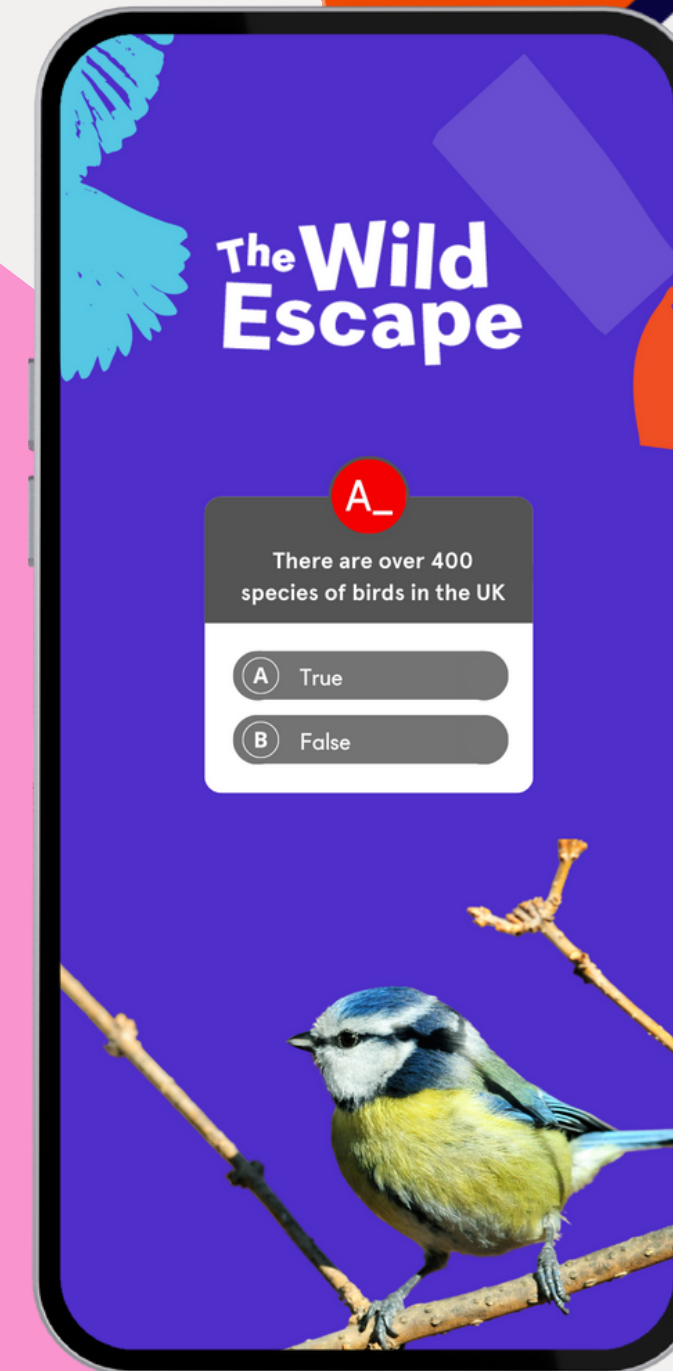 The Wild
Escape
A_
There are over 400
species of birds in the UK
A True
B False